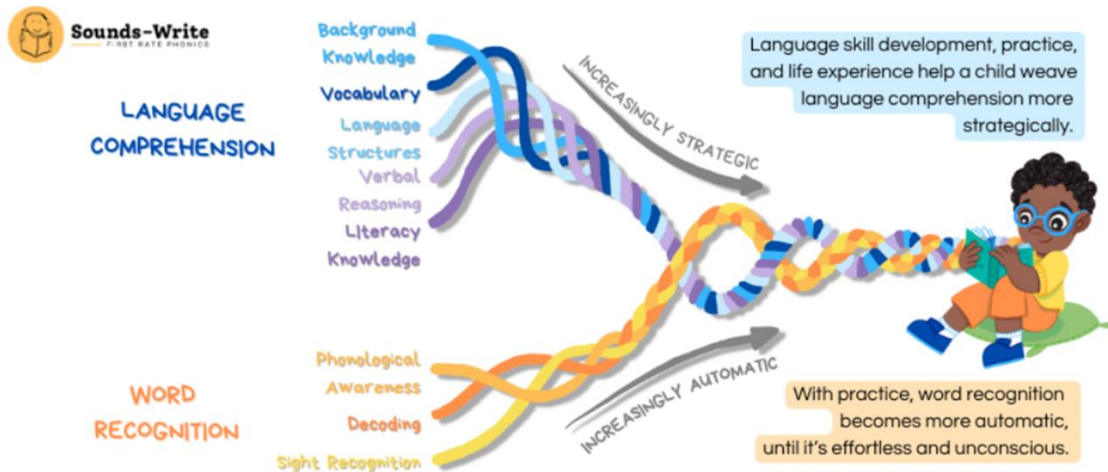 Sounds-Write
FIRST RATE PHONICS
LANGUAGE
COMPREHENSION
Background
Knowledge
Vocabulary
Language
Structures
Verbal
Reasoning
Literacy
Knowledge
INCREASINGLY STRATEGIC
Language skill development, practice,
and life experience help a child weave
language comprehension more
strategically.
WORD
RECOGNITION
Phonological
Awareness
Decoding
Sight Recognition
INCREASINGLY AUTOMATIC
With practice, word recognition
becomes more automatic,
until it's effortless and unconscious.